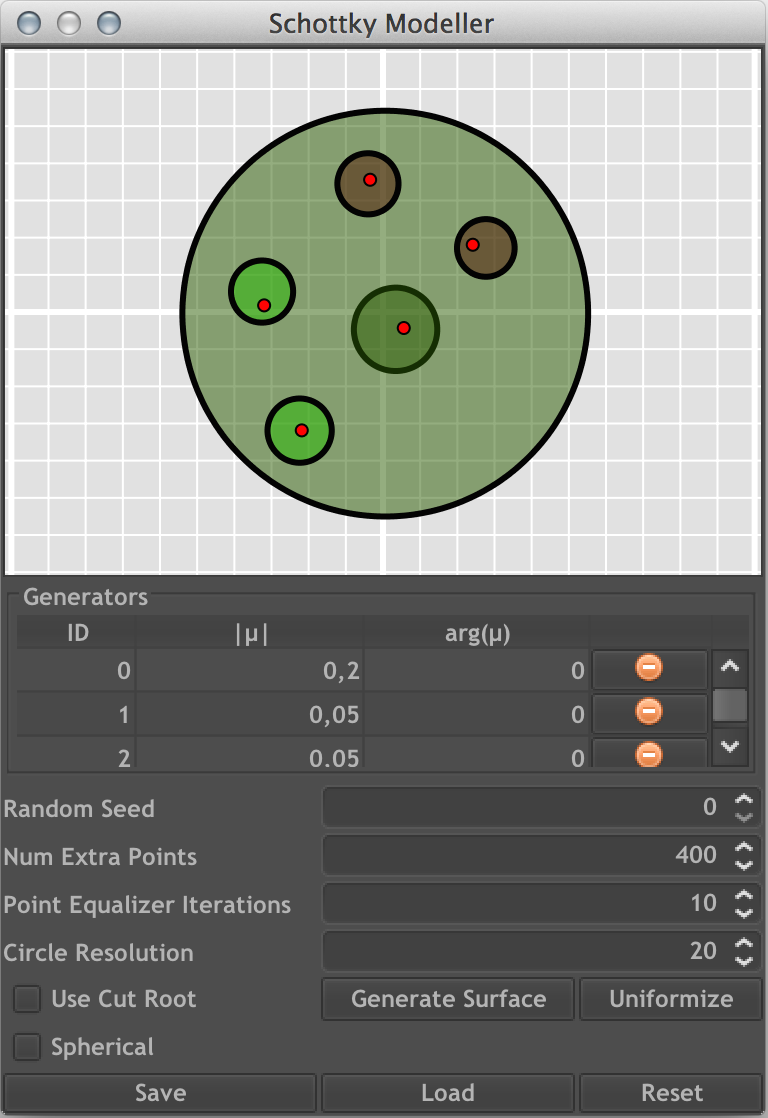 Schottky Modeller
Generators
ID |μ| arg(μ)
0 0,2 0
1 0,05 0
2 0.05 0
Random Seed 0
Num Extra Points 400
Point Equalizer Iterations 10
Circle Resolution 20
Use Cut Root Generate Surface Uniformize
Spherical
Save Load Reset